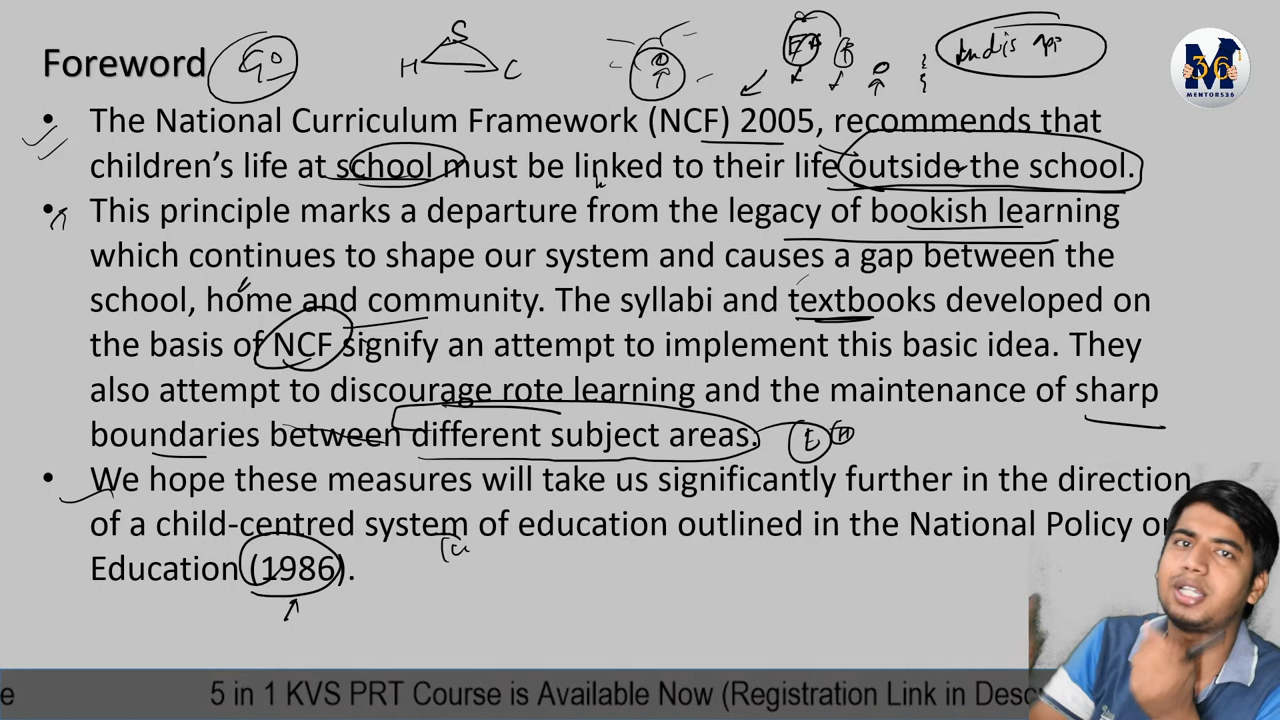 Foreword
Go
S
H C
M
36
MENTORS36
• The National Curriculum Framework (NCF) 2005, recommends that
children's life at school must be linked to their life outside the school.
• This principle marks a departure from the legacy of bookish learning
which continues to shape our system and causes a gap between the
school, home and community. The syllabi and textbooks developed on
the basis of NCF signify an attempt to implement this basic idea. They
also attempt to discourage rote learning and the maintenance of sharp
boundaries between different subject areas. E
• We hope these measures will take us significantly further in the direction
of a child-centred system of education outlined in the National Policy on
Education (1986).
e 5 in 1 KVS PRT Course is Available Now (Registration Link in Desc